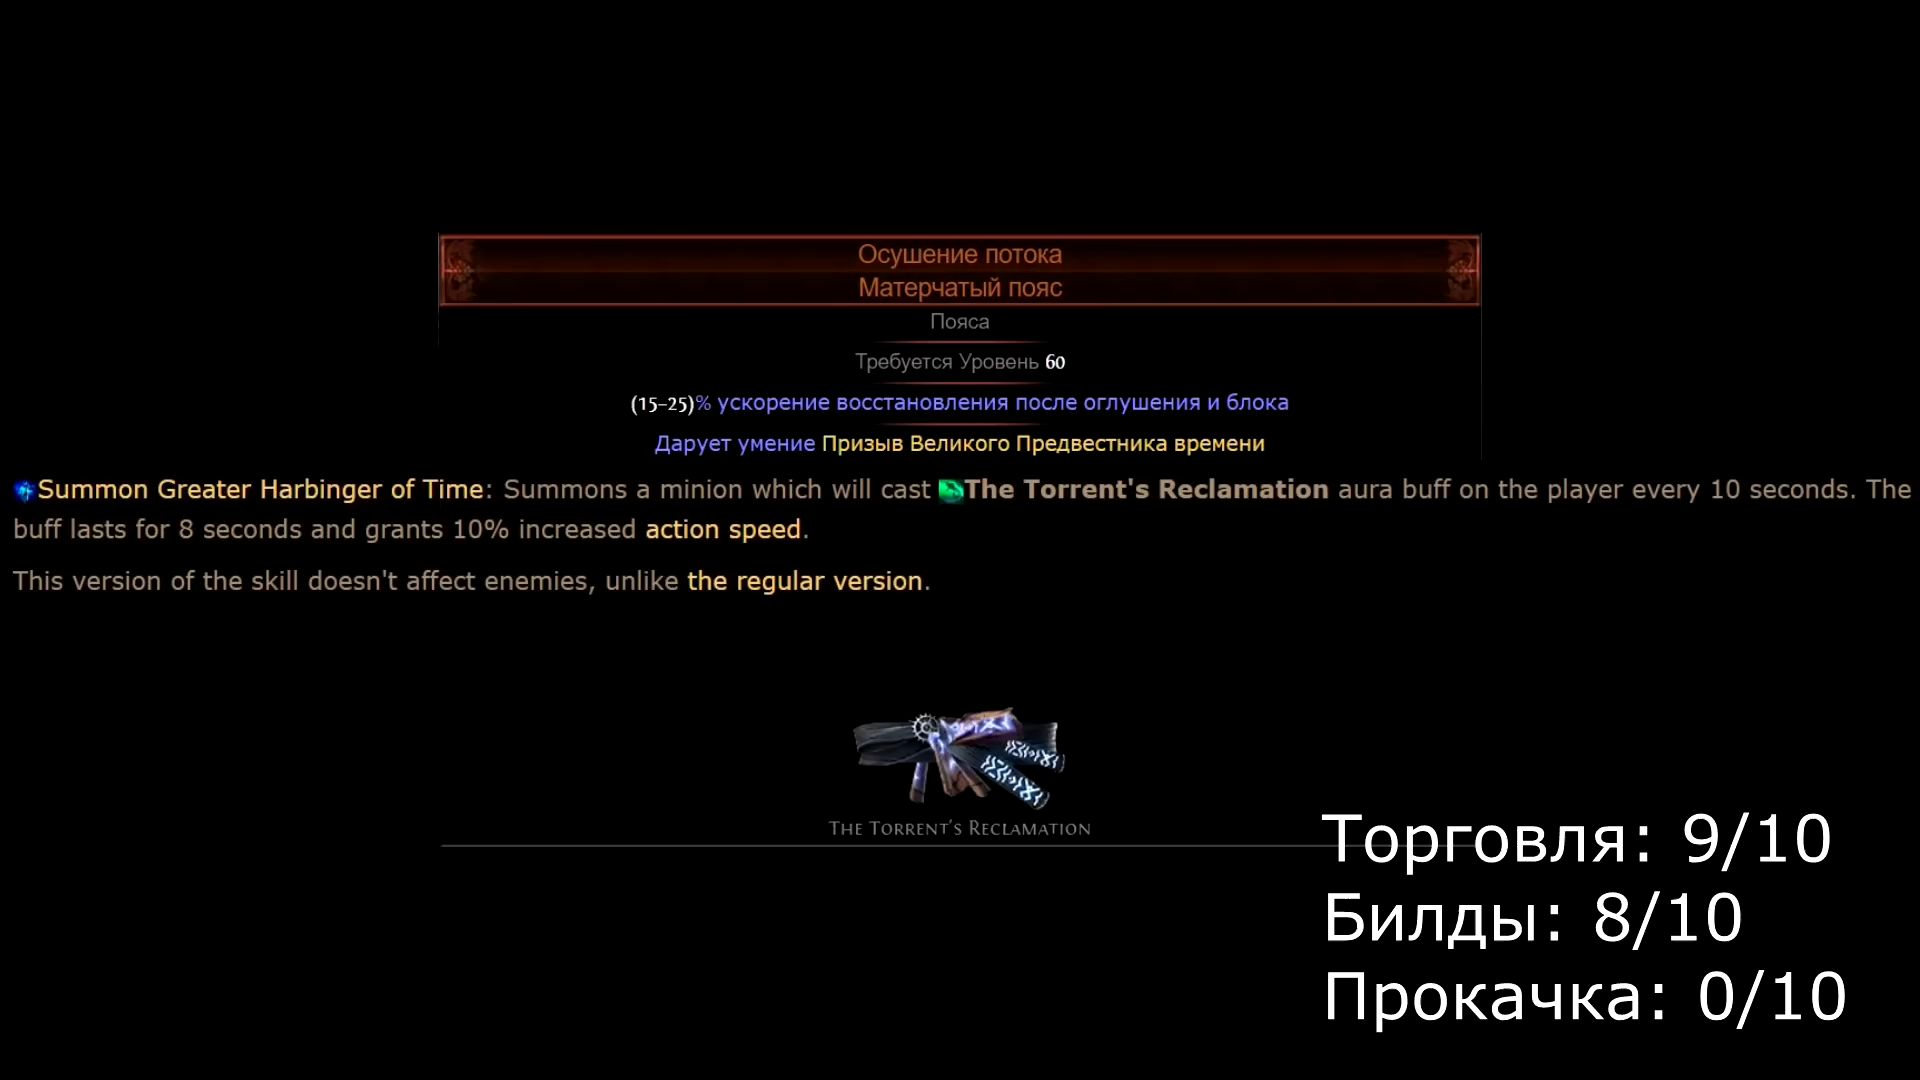 Осушение потока
Матерчатый пояс
Пояса
Требуется Уровень 60
(15–25)% ускорение восстановления после оглушения и блока
Дарует умение Призыв Великого Предвестника времени
Summon Greater Harbinger of Time: Summons a minion which will cast The Torrent's Reclamation aura buff on the player every 10 seconds. The
buff lasts for 8 seconds and grants 10% increased action speed.
This version of the skill doesn't affect enemies, unlike the regular version.
The Torrent's Reclamation
Торговля: 9/10
Билды: 8/10
Прокачка: 0/10